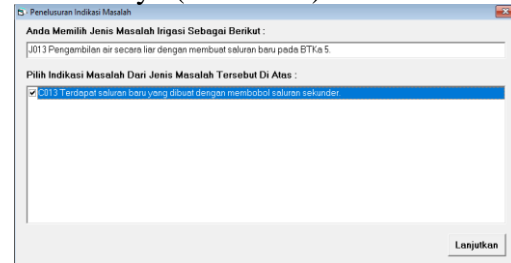 Penelusuran Indikasi Masalah
Anda Memilih Jenis Masalah Irigasi Sebagai Berikut :
J013 Pengambilan air secara liar dengan membuat saluran baru pada BTKa 5.
Pilih Indikasi Masalah Dari Jenis Masalah Tersebut Di Atas :
C013 Terdapat saluran baru yang dibuat dengan membobol saluran sekunder.
Lanjutkan